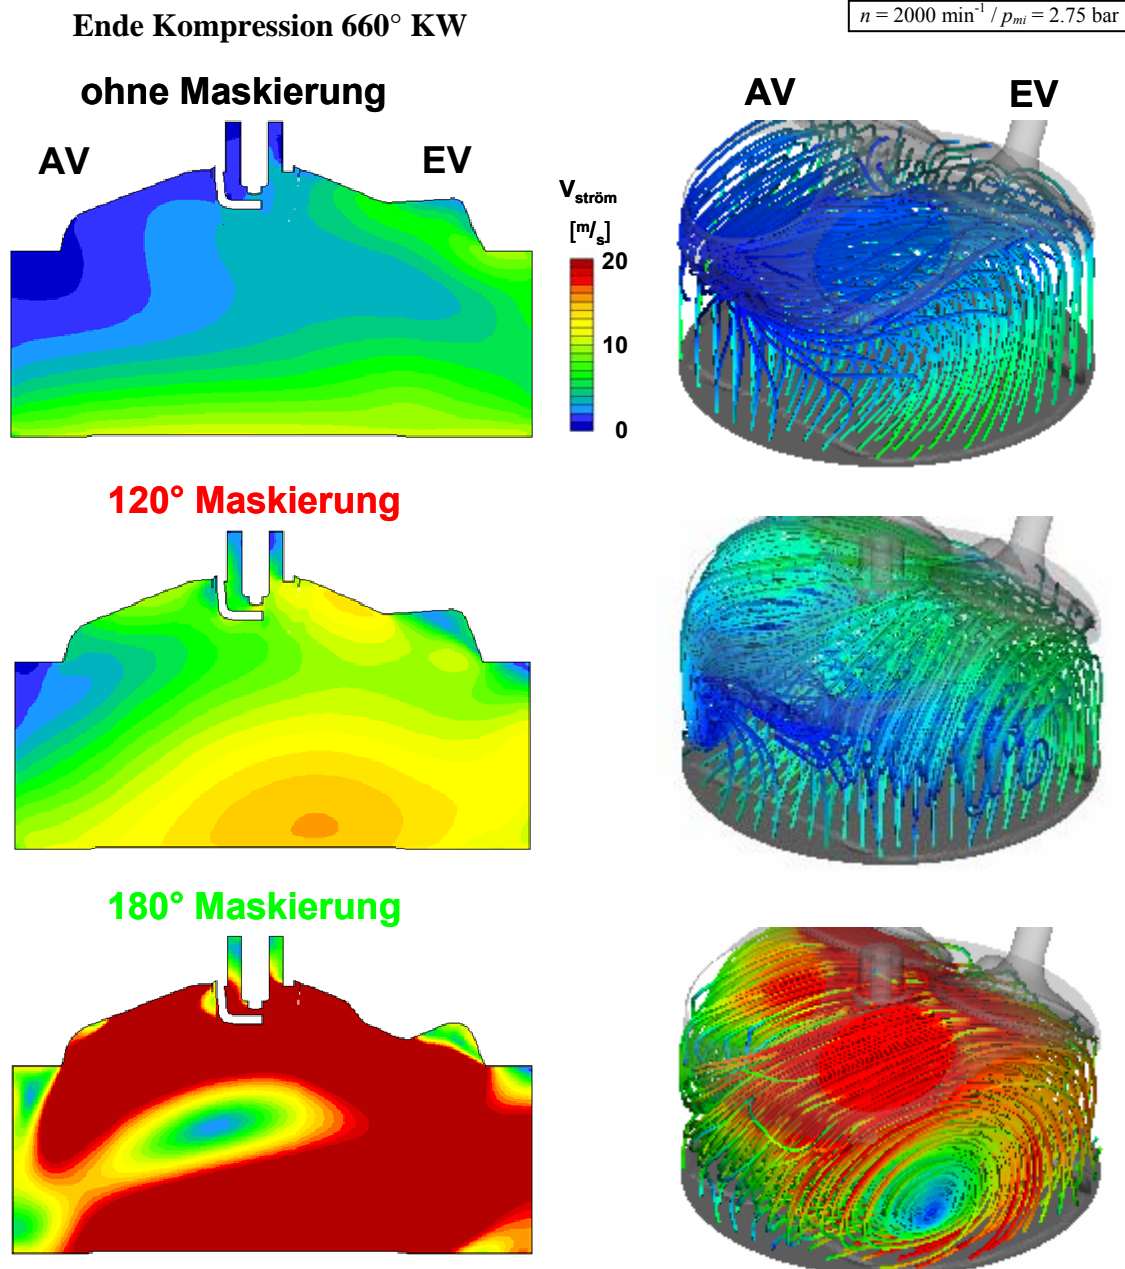 Ende Kompression 660° KW
n = 2000 min⁻¹ / pmi = 2.75 bar
ohne Maskierung
AV EV
AV EV
Vström
[m/s]
20
10
0
120° Maskierung
180° Maskierung